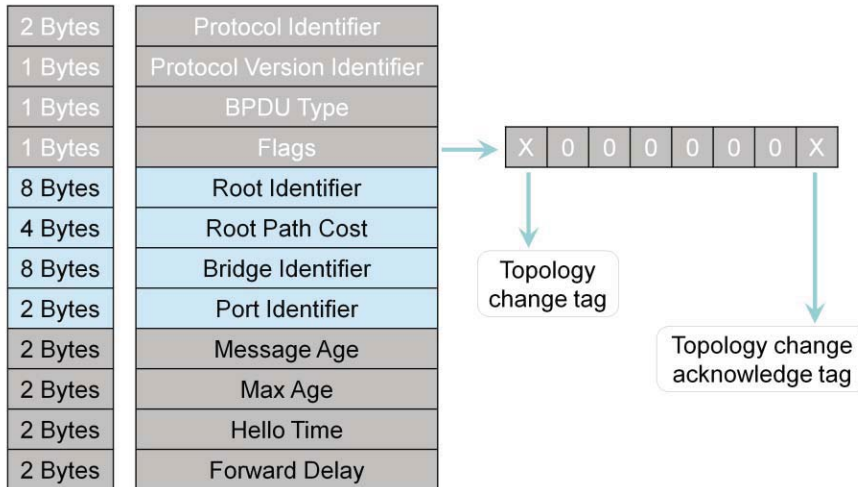 2 Bytes Protocol Identifier
1 Bytes Protocol Version Identifier
1 Bytes BPDU Type
1 Bytes Flags X 0 0 0 0 0 0 X
8 Bytes Root Identifier
4 Bytes Root Path Cost
8 Bytes Bridge Identifier
2 Bytes Port Identifier
2 Bytes Message Age
2 Bytes Max Age
2 Bytes Hello Time
2 Bytes Forward Delay
Topology
change tag
Topology change
acknowledge tag